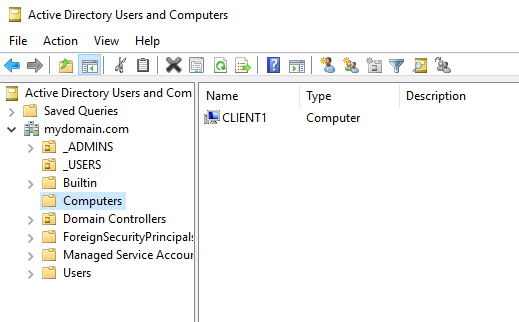 Active Directory Users and Computers
File Action View Help
Active Directory Users and Com
Saved Queries
mydomain.com
_ADMINS
_USERS
Builtin
Computers
Domain Controllers
ForeignSecurityPrincipals
Managed Service Accour
Users
Name Type Description
CLIENT1 Computer